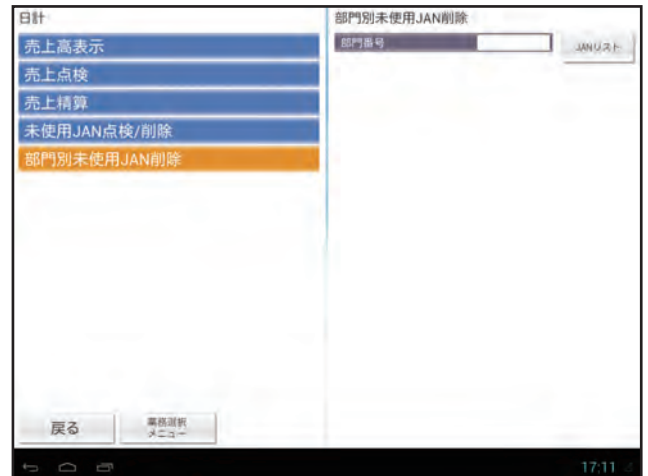 日計
売上高表示
売上点検
売上精算
未使用JAN点検/削除
部門別未使用JAN削除
部門別未使用JAN削除
部門番号
JANリスト
戻る
業務選択
メニュー
17:11